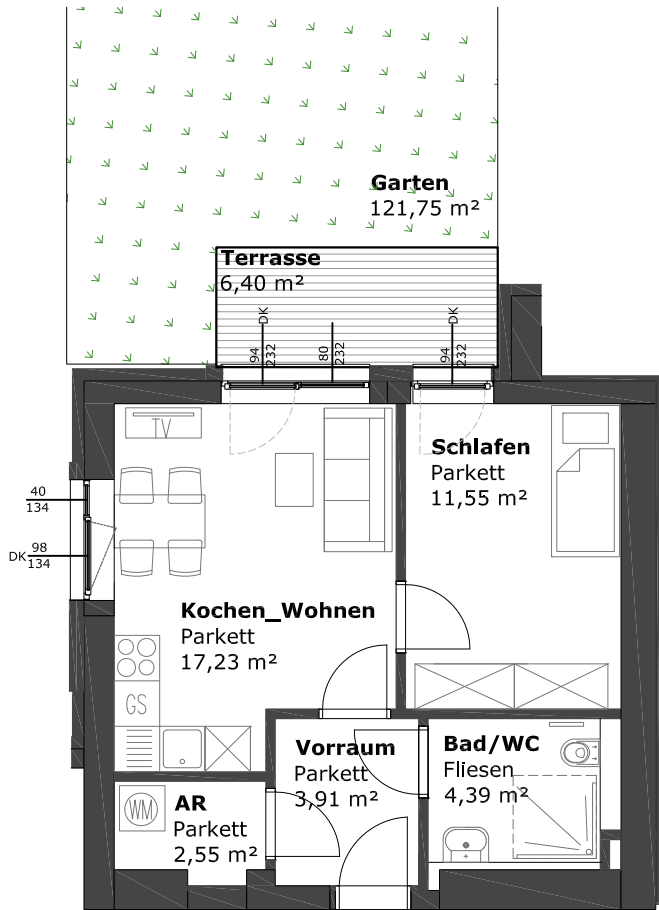 Garten
121,75 m²
Terrasse
6,40 m²
DK
94
232
80
232
DK
94
232
TV
Schlafen
Parkett
11,55 m²
40
134
DK
98
134
Kochen_Wohnen
Parkett
17,23 m²
GS
Vorraum
Parkett
3,91 m²
Bad/WC
Fliesen
4,39 m²
WM
AR
Parkett
2,55 m²